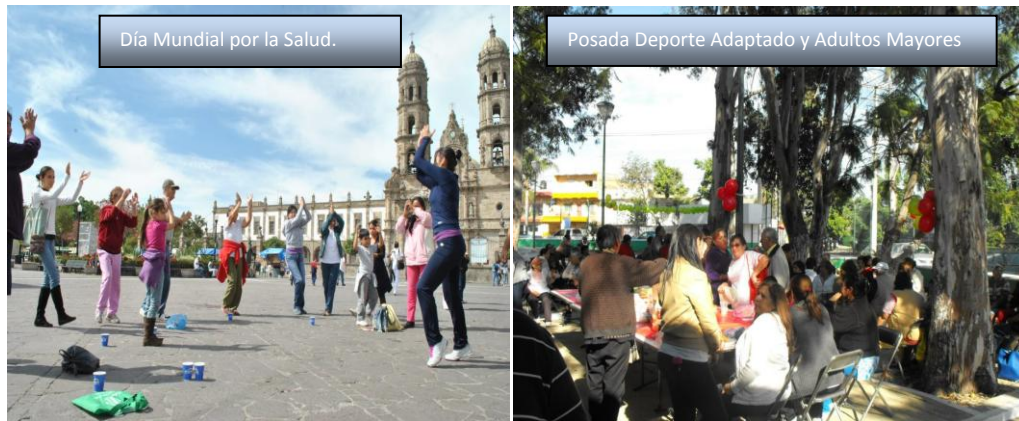 Día Mundial por la Salud.
Posada Deporte Adaptado y Adultos Mayores